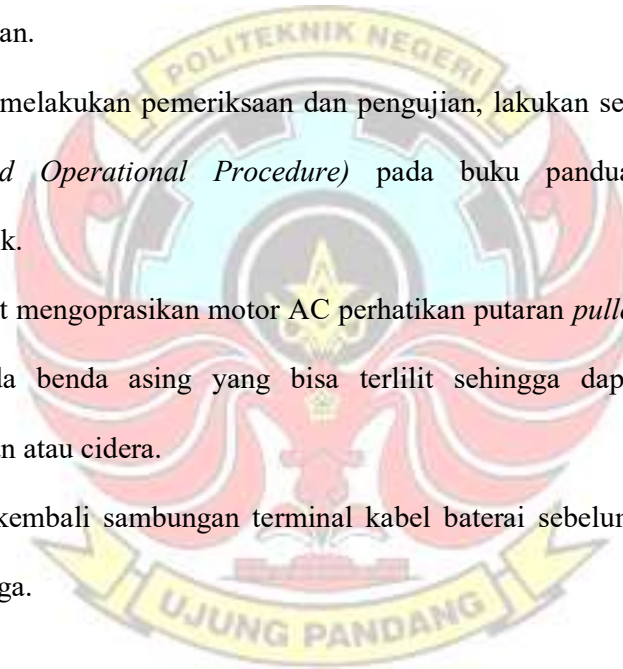 an.
POLITEKNIK NEGERI
melakukan pemeriksaan dan pengujian, lakukan se
d Operational Procedure) pada buku pandua
k.
t mengoprasikan motor AC perhatikan putaran pulle
la benda asing yang bisa terlilit sehingga dap
n atau cidera.
kembali sambungan terminal kabel baterai sebelun
ga.
UJUNG PANDANG